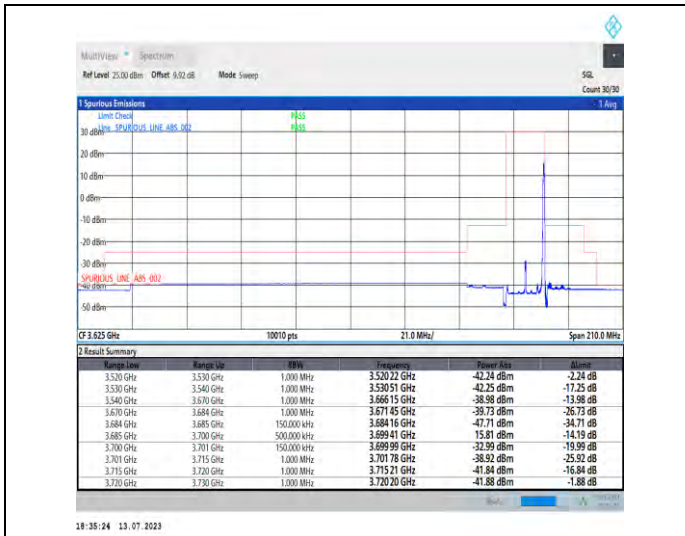 MultiView Spectrum
Ref Level 25.00 dBm Offset 9.92 dB Mode Sweep SGL
Count 30/30
1 Spurious Emissions 1 Avg
Limit Check PASS
Line SPURIOUS LINE ABS 002 PASS
30 dBm
20 dBm
10 dBm
0 dBm
-10 dBm
-20 dBm
-30 dBm
SPURIOUS LINE ABS 002
-40 dBm
-50 dBm
CF 3.625 GHz 10010 pts 21.0 MHz/ Span 210.0 MHz
2 Result Summary
Range Low Range Up RBW Frequency Power Abs ΔLimit
3.520 GHz 3.530 GHz 1.000 MHz 3.520 22 GHz -42.24 dBm -2.24 dB
3.530 GHz 3.540 GHz 1.000 MHz 3.530 51 GHz -42.25 dBm -17.25 dB
3.540 GHz 3.670 GHz 1.000 MHz 3.666 15 GHz -38.98 dBm -13.98 dB
3.670 GHz 3.684 GHz 1.000 MHz 3.671 45 GHz -39.73 dBm -26.73 dB
3.684 GHz 3.685 GHz 150.000 kHz 3.684 16 GHz -47.71 dBm -34.71 dB
3.685 GHz 3.700 GHz 500.000 kHz 3.699 41 GHz 15.81 dBm -14.19 dB
3.700 GHz 3.701 GHz 150.000 kHz 3.699 99 GHz -32.99 dBm -19.99 dB
3.701 GHz 3.715 GHz 1.000 MHz 3.701 78 GHz -38.92 dBm -25.92 dB
3.715 GHz 3.720 GHz 1.000 MHz 3.715 21 GHz -41.84 dBm -16.84 dB
3.720 GHz 3.730 GHz 1.000 MHz 3.720 20 GHz -41.88 dBm -1.88 dB
18:35:24 13.07.2023